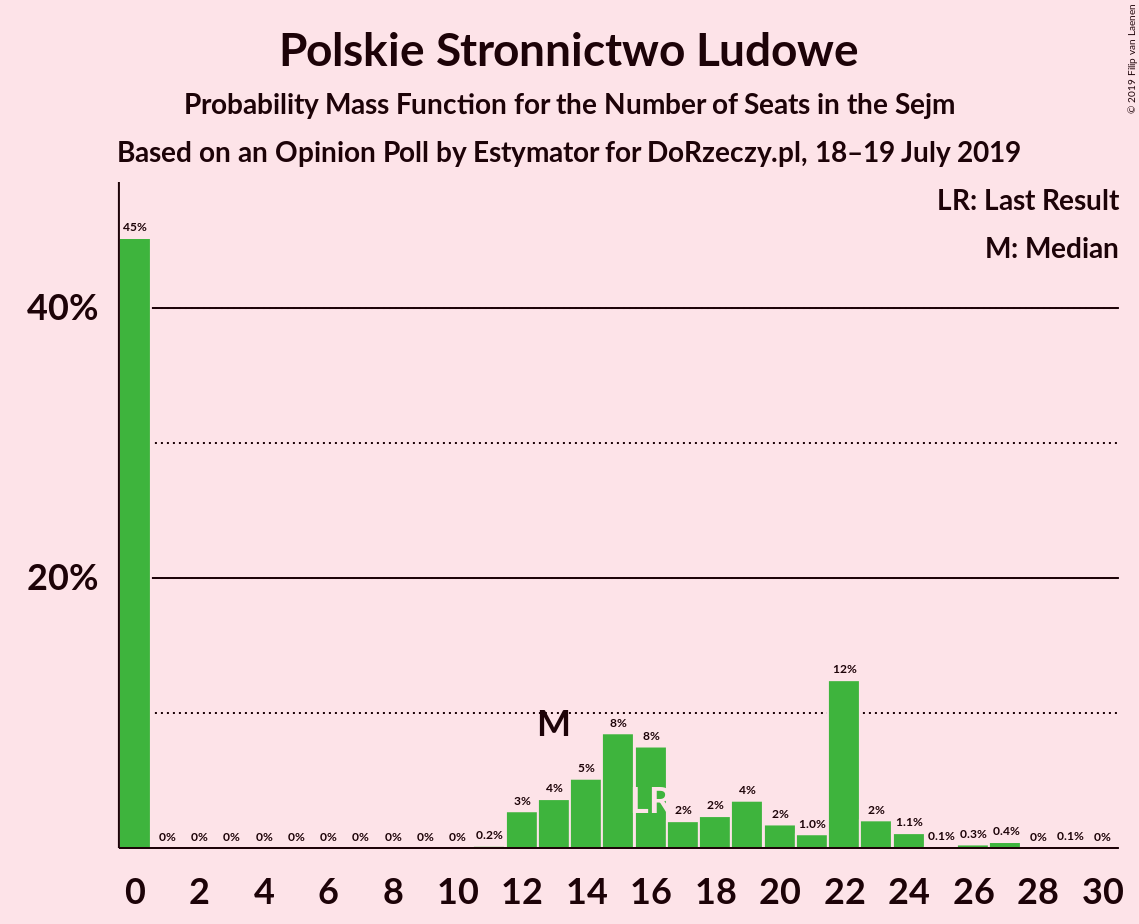 Polskie Stronnictwo Ludowe
Probability Mass Function for the Number of Seats in the Sejm
Based on an Opinion Poll by Estymator for DoRzeczy.pl, 18–19 July 2019
© 2019 Filip van Laenen
LR: Last Result
M: Median
45%
40%
20%
12%
M
8%
8%
5%
LR
3%
4%
2%
2%
4%
2%
1.0%
2%
1.1%
0% 0% 0% 0% 0% 0% 0% 0% 0% 0% 0.2% 0.1% 0.3% 0.4% 0% 0.1% 0%
0 2 4 6 8 10 12 14 16 18 20 22 24 26 28 30